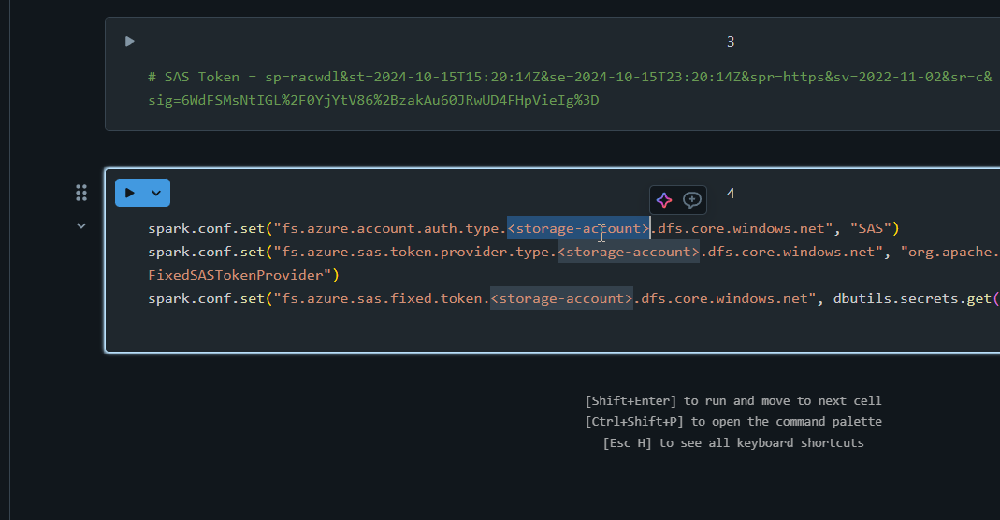 3
# SAS Token = sp=racwdl&st=2024-10-15T15:20:14Z&se=2024-10-15T23:20:14Z&spr=https&sv=2022-11-02&sr=c&
sig=6WdFSMsNtIGL%2F0YjYtV86%2BzakAu60JRwUD4FHpVieIg%3D
4
spark.conf.set("fs.azure.account.auth.type.<storage-account>.dfs.core.windows.net", "SAS")
spark.conf.set("fs.azure.sas.token.provider.type.<storage-account>.dfs.core.windows.net", "org.apache.
FixedSASTokenProvider")
spark.conf.set("fs.azure.sas.fixed.token.<storage-account>.dfs.core.windows.net", dbutils.secrets.get(
[Shift+Enter] to run and move to next cell
[Ctrl+Shift+P] to open the command palette
[Esc H] to see all keyboard shortcuts